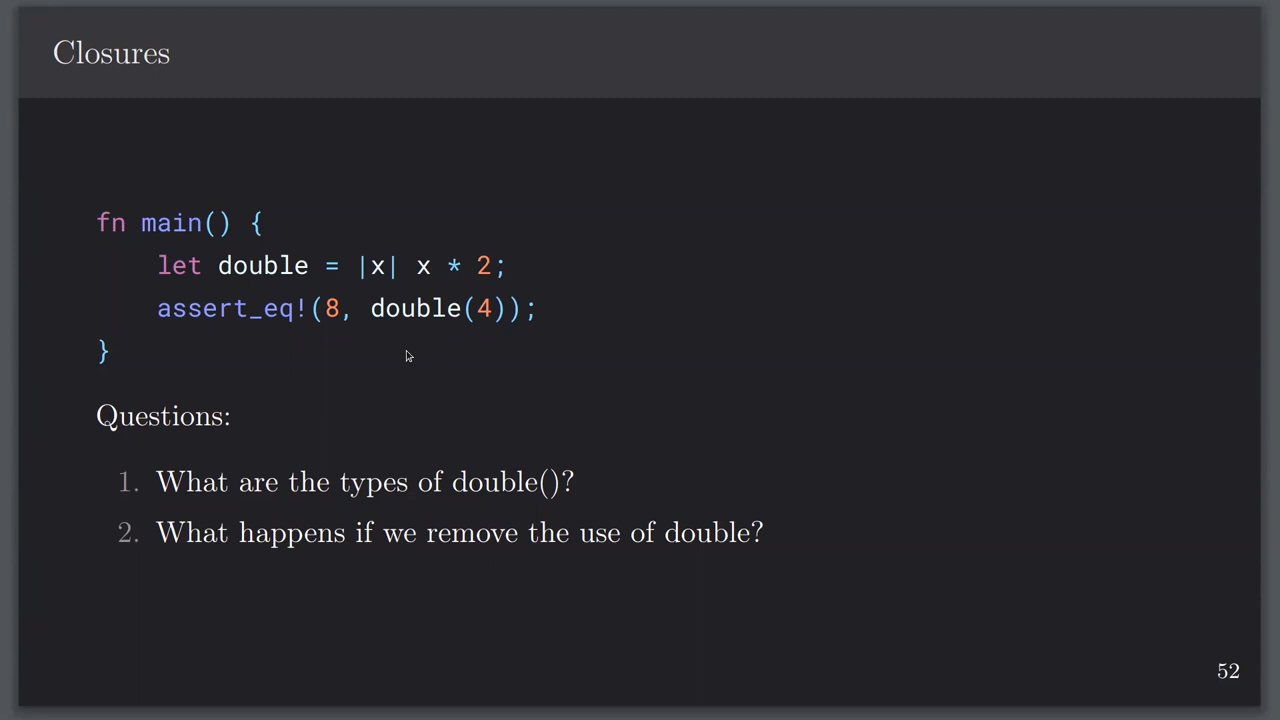 Closures
fn main() {
    let double = |x| x * 2;
    assert_eq!(8, double(4));
}
Questions:
1. What are the types of double()?
2. What happens if we remove the use of double?
52